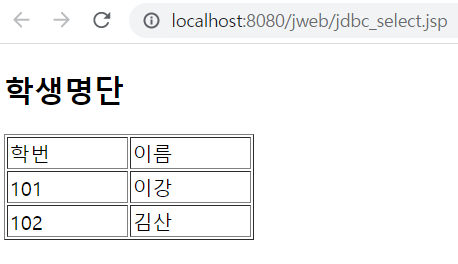 localhost:8080/jweb/jdbc_select.jsp
학생명단
학번 이름
101 이강
102 김산